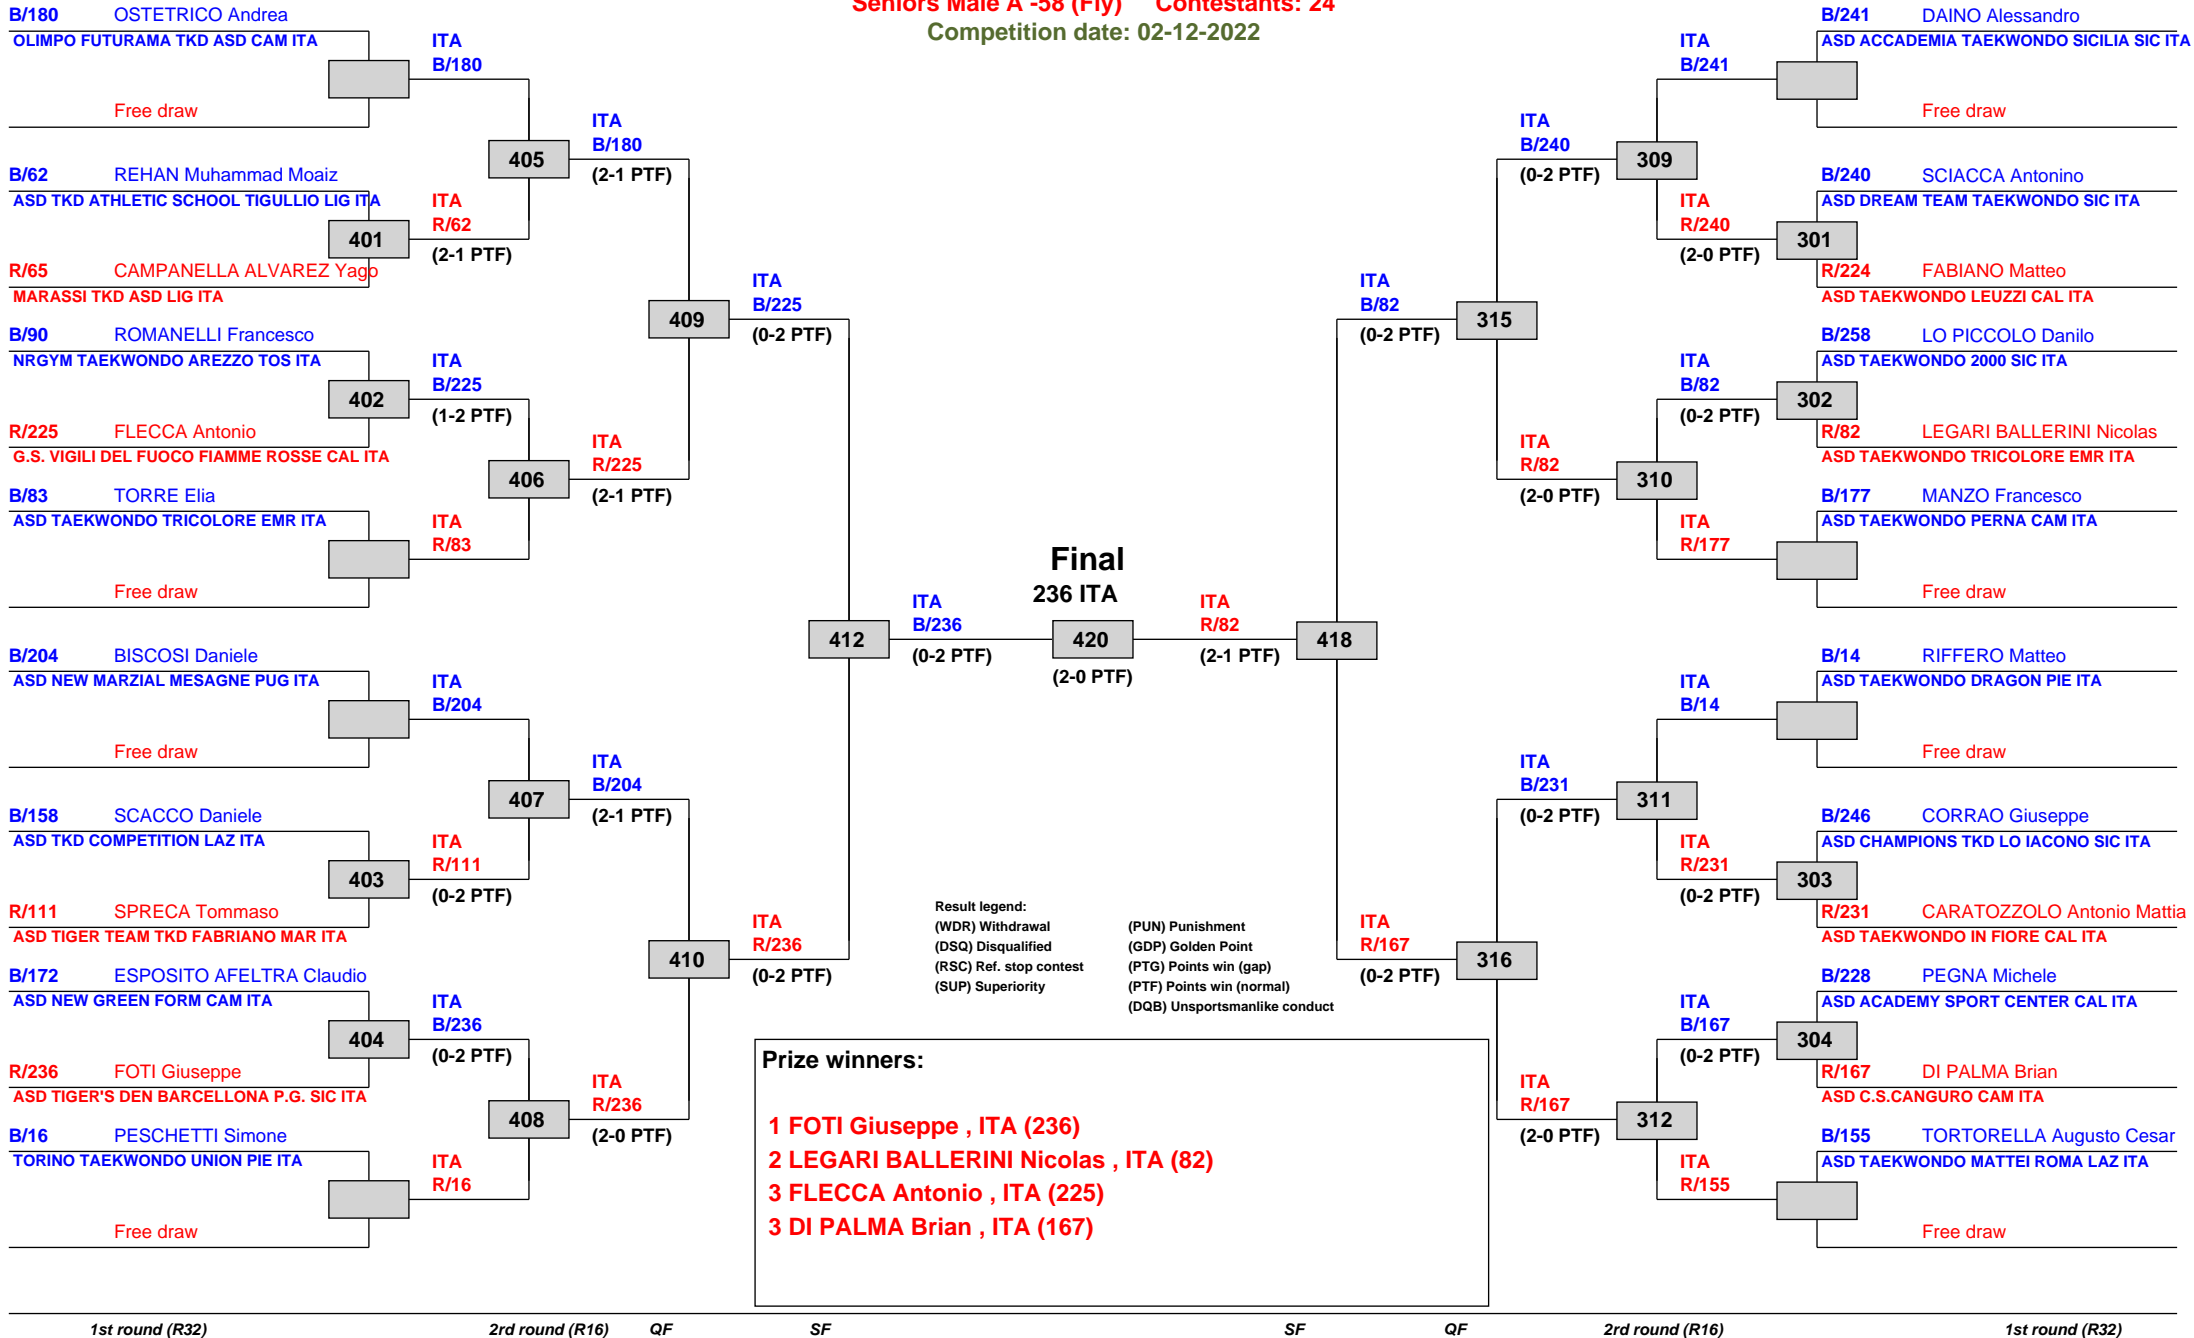 Seniors Male A -58 (Fly) Contestants: 24
Competition date: 02-12-2022
B/180 OSTETRICO Andrea
OLIMPO FUTURAMA TKD ASD CAM ITA
Free draw
B/62 REHAN Muhammad Moaiz
ASD TKD ATHLETIC SCHOOL TIGULLIO LIG ITA
401
R/65 CAMPANELLA ALVAREZ Yago
MARASSI TKD ASD LIG ITA
B/90 ROMANELLI Francesco
NRGYM TAEKWONDO AREZZO TOS ITA
402
R/225 FLECCA Antonio
G.S. VIGILI DEL FUOCO FIAMME ROSSE CAL ITA
B/83 TORRE Elia
ASD TAEKWONDO TRICOLORE EMR ITA
Free draw
B/204 BISCOSI Daniele
ASD NEW MARZIAL MESAGNE PUG ITA
Free draw
B/158 SCACCO Daniele
ASD TKD COMPETITION LAZ ITA
403
R/111 SPRECA Tommaso
ASD TIGER TEAM TKD FABRIANO MAR ITA
B/172 ESPOSITO AFELTRA Claudio
ASD NEW GREEN FORM CAM ITA
404
R/236 FOTI Giuseppe
ASD TIGER'S DEN BARCELLONA P.G. SIC ITA
B/16 PESCHETTI Simone
TORINO TAEKWONDO UNION PIE ITA
Free draw
ITA
B/180
405
ITA
R/62
(2-1 PTF)
ITA
B/225
(1-2 PTF)
406
ITA
R/83
ITA
B/204
407
ITA
R/111
(0-2 PTF)
ITA
B/236
(0-2 PTF)
408
ITA
R/16
ITA
B/180
(2-1 PTF)
409
ITA
R/225
(2-1 PTF)
ITA
B/204
(2-1 PTF)
410
ITA
R/236
(2-0 PTF)
ITA
B/225
(0-2 PTF)
412
ITA
R/236
(0-2 PTF)
ITA
B/236
(0-2 PTF)
Final
236 ITA
420
(2-0 PTF)
ITA
R/82
(2-1 PTF)
ITA
B/82
(0-2 PTF)
418
ITA
R/167
(0-2 PTF)
ITA
B/240
(0-2 PTF)
315
ITA
R/82
(2-0 PTF)
ITA
B/231
(0-2 PTF)
316
ITA
R/167
(2-0 PTF)
ITA
B/241
309
ITA
R/240
(2-0 PTF)
ITA
B/82
(0-2 PTF)
310
ITA
R/177
ITA
B/14
311
ITA
R/231
(0-2 PTF)
ITA
B/167
(0-2 PTF)
312
ITA
R/155
B/241 DAINO Alessandro
ASD ACCADEMIA TAEKWONDO SICILIA SIC ITA
Free draw
B/240 SCIACCA Antonino
ASD DREAM TEAM TAEKWONDO SIC ITA
301
R/224 FABIANO Matteo
ASD TAEKWONDO LEUZZI CAL ITA
B/258 LO PICCOLO Danilo
ASD TAEKWONDO 2000 SIC ITA
302
R/82 LEGARI BALLERINI Nicolas
ASD TAEKWONDO TRICOLORE EMR ITA
B/177 MANZO Francesco
ASD TAEKWONDO PERNA CAM ITA
Free draw
B/14 RIFFERO Matteo
ASD TAEKWONDO DRAGON PIE ITA
Free draw
B/246 CORRAO Giuseppe
ASD CHAMPIONS TKD LO IACONO SIC ITA
303
R/231 CARATOZZOLO Antonio Mattia
ASD TAEKWONDO IN FIORE CAL ITA
B/228 PEGNA Michele
ASD ACADEMY SPORT CENTER CAL ITA
304
R/167 DI PALMA Brian
ASD C.S.CANGURO CAM ITA
B/155 TORTORELLA Augusto Cesar
ASD TAEKWONDO MATTEI ROMA LAZ ITA
Free draw
Result legend:
(WDR) Withdrawal (PUN) Punishment
(DSQ) Disqualified (GDP) Golden Point
(RSC) Ref. stop contest (PTG) Points win (gap)
(SUP) Superiority (PTF) Points win (normal)
(DQB) Unsportsmanlike conduct
Prize winners:
1 FOTI Giuseppe , ITA (236)
2 LEGARI BALLERINI Nicolas , ITA (82)
3 FLECCA Antonio , ITA (225)
3 DI PALMA Brian , ITA (167)
1st round (R32) 2rd round (R16) QF SF SF QF 2rd round (R16) 1st round (R32)